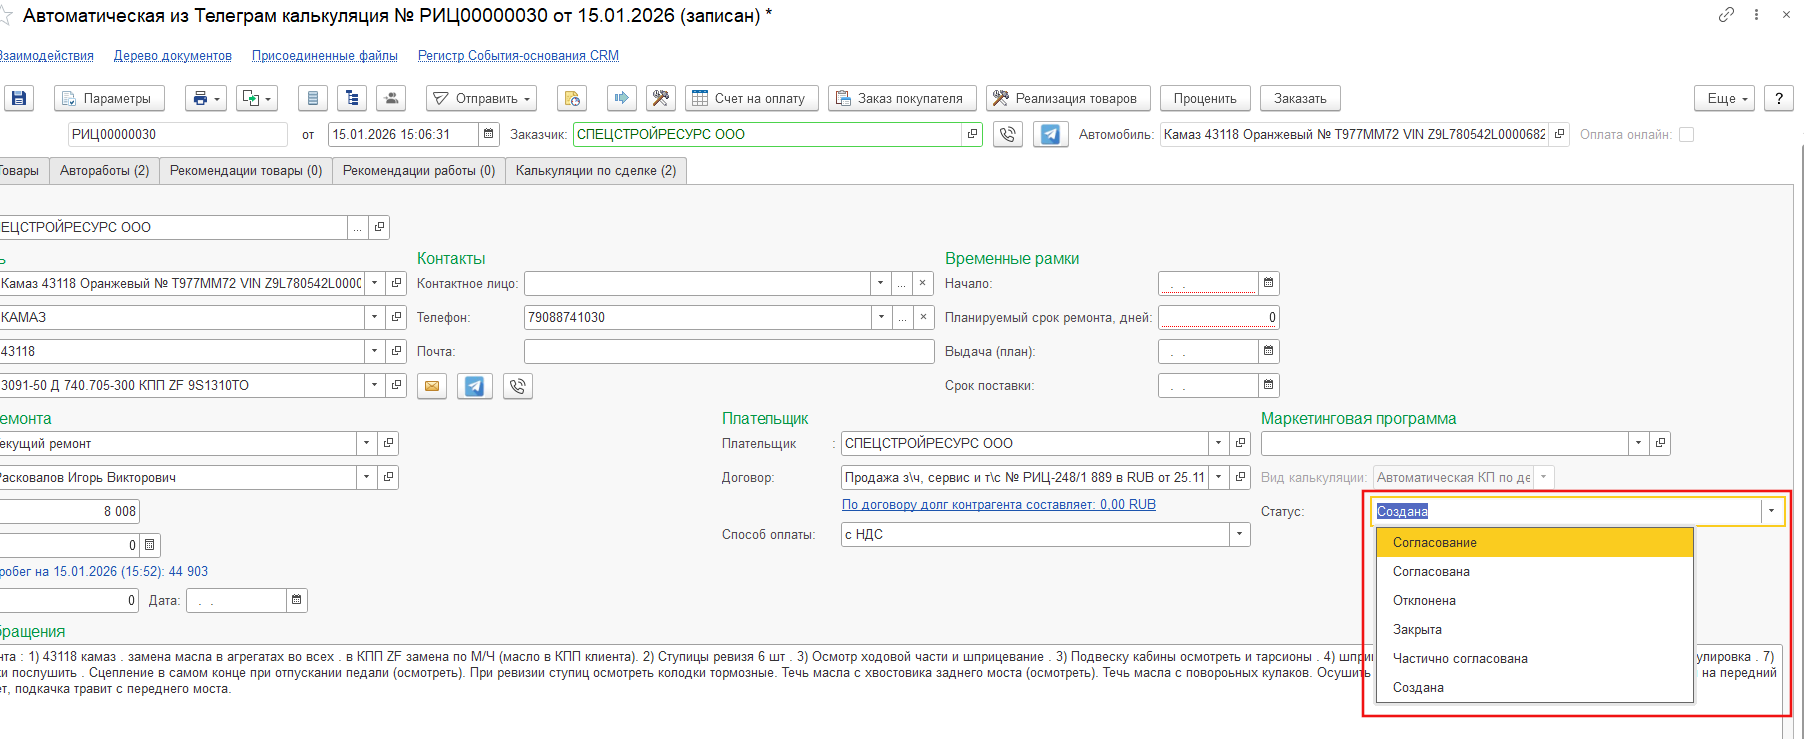 Автоматическая из Телеграм калькуляция № РИЦ00000030 от 15.01.2026 (записан) *
Взаимодействия Дерево документов Присоединенные файлы Регистр События-основания CRM
Параметры Отправить Счет на оплату Заказ покупателя Реализация товаров Проценить Заказать Еще ?
РИЦ00000030 от 15.01.2026 15:06:31 Заказчик: СПЕЦСТРОЙРЕСУРС ООО Автомобиль: Камаз 43118 Оранжевый № Т977ММ72 VIN Z9L780542L0000682 Оплата онлайн:
Товары Автоработы (2) Рекомендации товары (0) Рекомендации работы (0) Калькуляции по сделке (2)
ЕЦСТРОЙРЕСУРС ООО ...
ь Контакты Временные рамки
Камаз 43118 Оранжевый № Т977ММ72 VIN Z9L780542L0000 Контактное лицо: ... × Начало: . .
КАМАЗ Телефон: 79088741030 ... × Планируемый срок ремонта, дней: 0
43118 Почта: Выдача (план): . .
3091-50 Д 740.705-300 КПП ZF 9S1310TO Срок поставки: . .
емонта Плательщик Маркетинговая программа
екущий ремонт Плательщик : СПЕЦСТРОЙРЕСУРС ООО
Расковалов Игорь Викторович Договор: Продажа з\ч, сервис и т\с № РИЦ-248/1 889 в RUB от 25.11 Вид калькуляции: Автоматическая КП по де
8 008 По договору долг контрагента составляет: 0,00 RUB Статус: Создана
0 Способ оплаты: с НДС
Согласование
робег на 15.01.2026 (15:52): 44 903 Согласована
0 Дата: . . Отклонена
бращения Закрыта
нта : 1) 43118 камаз . замена масла в агрегатах во всех . в КПП ZF замена по М/Ч (масло в КПП клиента). 2) Ступицы ревизя 6 шт . 3) Осмотр ходовой части и шприцевание . 3) Подвеску кабины осмотреть и тарсионы . 4) шпри Частично согласована улировка . 7)
ки послушить . Сцепление в самом конце при отпускании педали (осмотреть). При ревизии ступиц осмотреть колодки тормозные. Течь масла с хвостовика заднего моста (осмотреть). Течь масла с повороьных кулаков. Осушить на передний
ет, подкачка травит с переднего моста. Создана